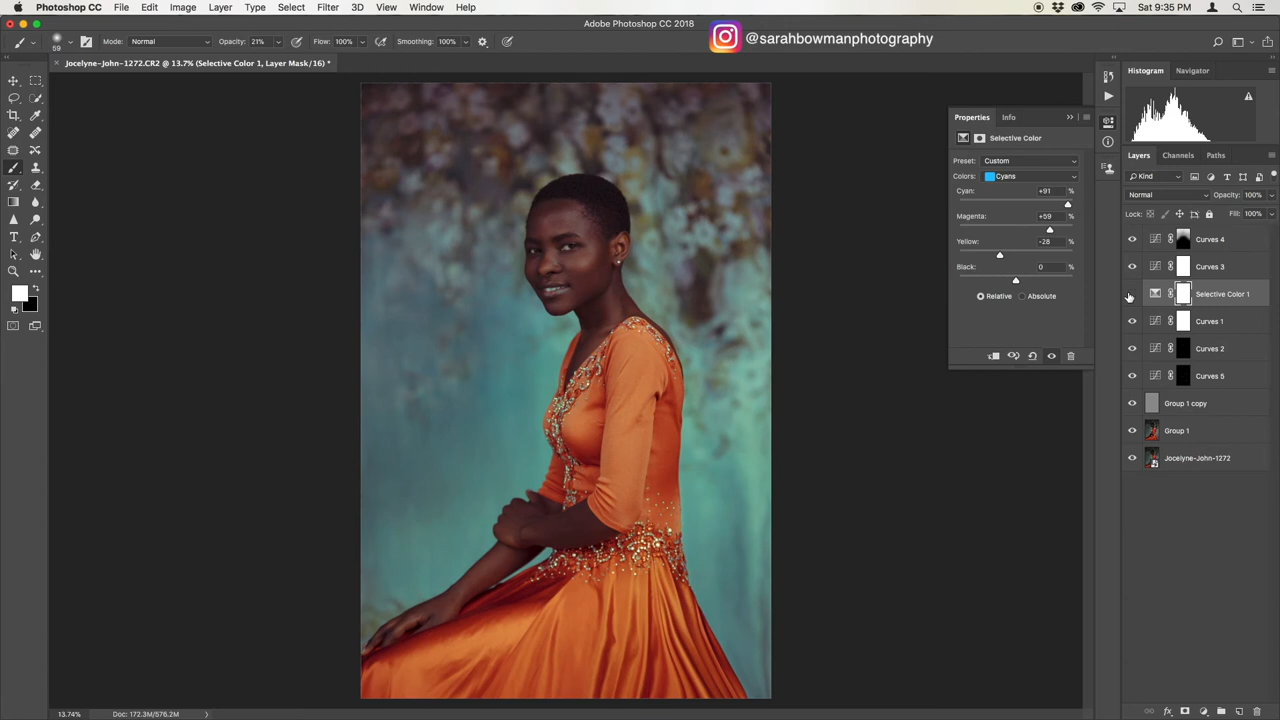 Photoshop CC File Edit Image Layer Type Select Filter 3D View Window Help Sat 9:35 PM
Adobe Photoshop CC 2018
59 Mode: Normal Opacity: 21% Flow: 100% Smoothing: 100% @sarahbowmanphotography
× Jocelyne-John-1272.CR2 @ 13.7% (Selective Color 1, Layer Mask/16) *
Histogram Navigator
Properties Info
Selective Color
Preset: Custom
Colors: Cyans
Cyan: +91 %
Magenta: +59 %
Yellow: -28 %
Black: 0 %
Relative Absolute
Layers Channels Paths
Kind
Normal Opacity: 100%
Lock: Fill: 100%
Curves 4
Curves 3
Selective Color 1
Curves 1
Curves 2
Curves 5
Group 1 copy
Group 1
Jocelyne-John-1272
13.74% Doc: 172.3M/576.2M
fx